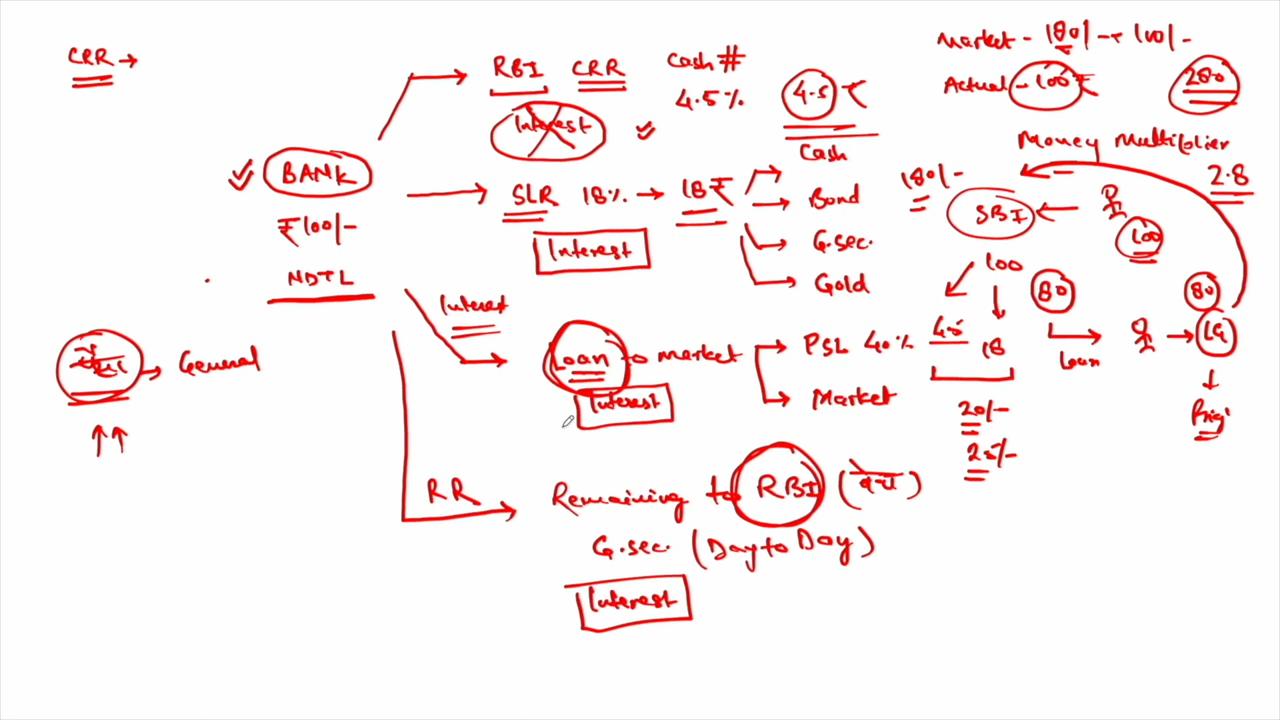 CRR →
RBI CRR Cash #
4.5%
Interest
4.5 ₹
Cash
BANK
₹100/-
NDTL
SLR 18% → 18₹
Bond
G.sec.
Gold
Interest
General
Interest
Loan to market
Interest
PSL 40%
Market
RR
Remaining to RBI
G.sec. (Day to Day)
Interest
Market - 180/- → 100/-
Actual - 100₹
280
Money Multiplier
2.8
180/-
SBI
100
100
80
80
4.5
18
Loan
LG
20/-
25/-